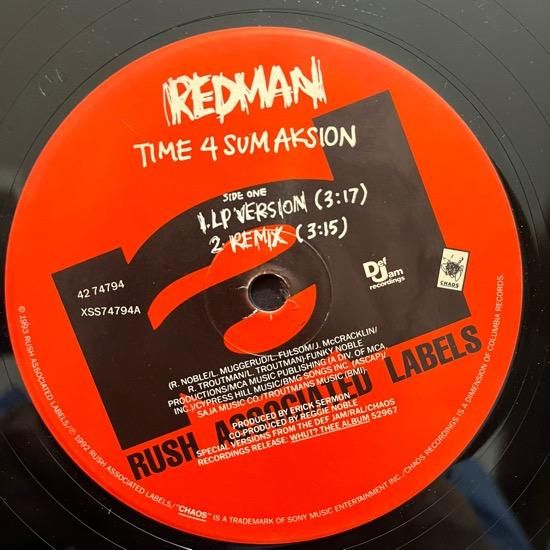 REDMAN
TIME 4 SUM AKSION
SIDE ONE
1. LP VERSION (3:17)
2. REMIX (3:15)
42 74794
XSS74794A
Def Jam
recordings
CHAOS
(R. NOBLE/L. MUGGERUD/L. FULSOM/J. McCRACKLIN/
R. TROUTMAN/L. TROUTMAN)-FUNKY NOBLE
PRODUCTIONS/MCA MUSIC PUBLISHING (A DIV. OF MCA,
INC.)/CYPRESS HILL MUSIC/BMG SONGS INC. (ASCAP)/
SAJA MUSIC CO./TROUTMANS MUSIC (BMI)
RUSH ASSOCIATED LABELS
PRODUCED BY ERICK SERMON
CO-PRODUCED BY REGGIE NOBLE
SPECIAL VERSIONS FROM THE DEF JAM/RAL/CHAOS
RECORDINGS RELEASE: WHUT? THEE ALBUM 52967
© 1993 RUSH ASSOCIATED LABELS/℗ 1992 RUSH ASSOCIATED LABELS/"CHAOS" IS A TRADEMARK OF SONY MUSIC ENTERTAINMENT INC./CHAOS RECORDINGS IS A DIMENSION OF COLUMBIA RECORDS.